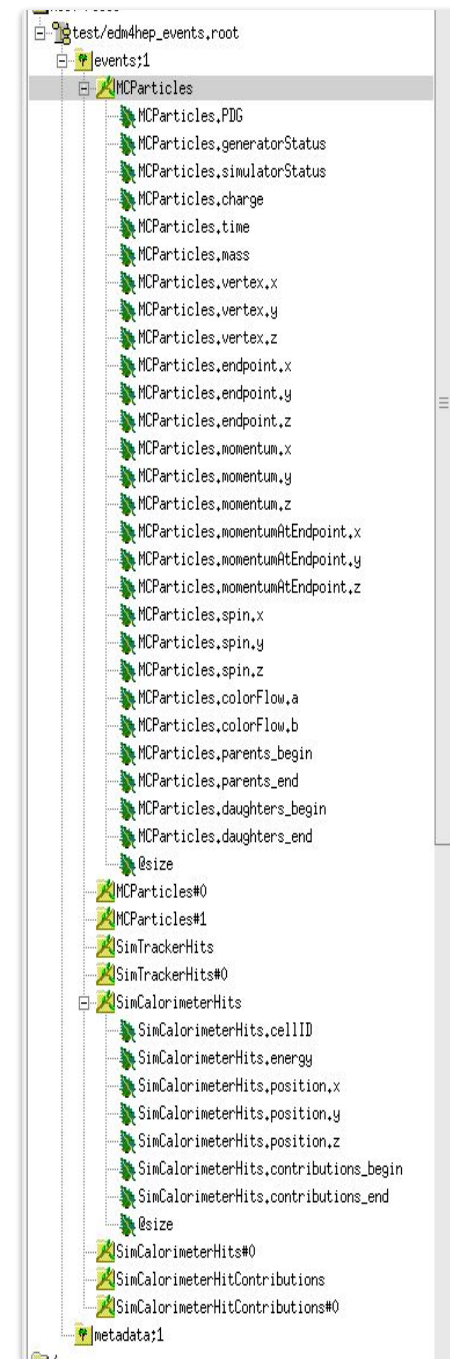 test/edm4hep_events.root
events;1
MCParticles
MCParticles.PDG
MCParticles.generatorStatus
MCParticles.simulatorStatus
MCParticles.charge
MCParticles.time
MCParticles.mass
MCParticles.vertex.x
MCParticles.vertex.y
MCParticles.vertex.z
MCParticles.endpoint.x
MCParticles.endpoint.y
MCParticles.endpoint.z
MCParticles.momentum.x
MCParticles.momentum.y
MCParticles.momentum.z
MCParticles.momentumAtEndpoint.x
MCParticles.momentumAtEndpoint.y
MCParticles.momentumAtEndpoint.z
MCParticles.spin.x
MCParticles.spin.y
MCParticles.spin.z
MCParticles.colorFlow.a
MCParticles.colorFlow.b
MCParticles.parents_begin
MCParticles.parents_end
MCParticles.daughters_begin
MCParticles.daughters_end
@size
MCParticles#0
MCParticles#1
SimTrackerHits
SimTrackerHits#0
SimCalorimeterHits
SimCalorimeterHits.cellID
SimCalorimeterHits.energy
SimCalorimeterHits.position.x
SimCalorimeterHits.position.y
SimCalorimeterHits.position.z
SimCalorimeterHits.contributions_begin
SimCalorimeterHits.contributions_end
@size
SimCalorimeterHits#0
SimCalorimeterHitContributions
SimCalorimeterHitContributions#0
metadata;1